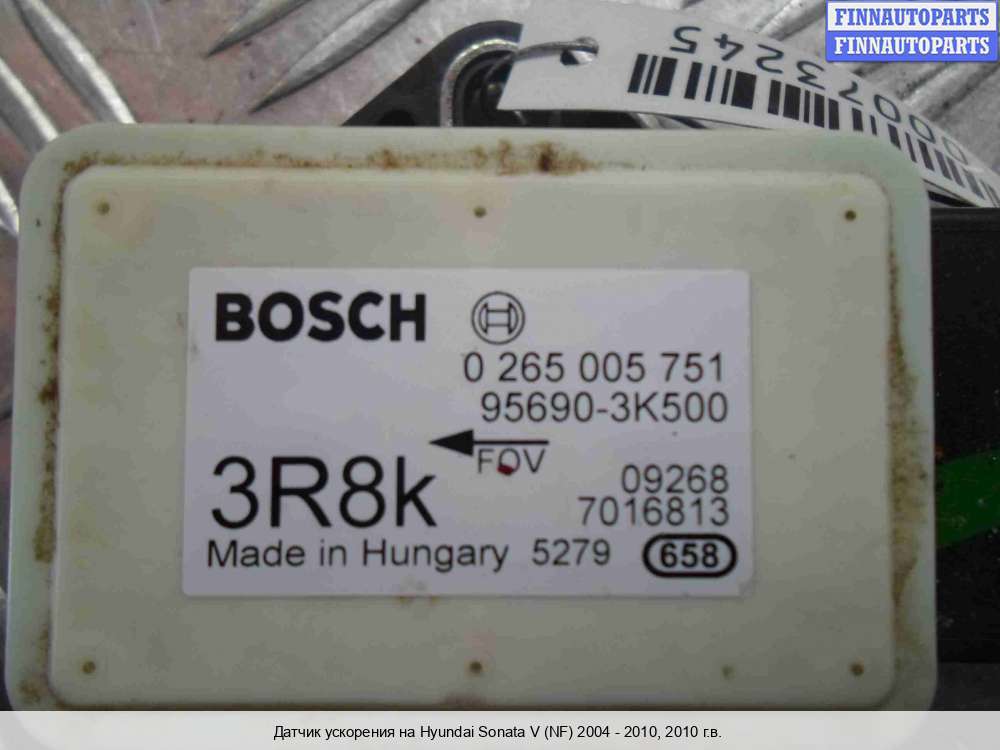 FINNAUTOPARTS
FINNAUTOPARTS
00073245
BOSCH
0 265 005 751
95690-3K500
FOV
3R8k
09268
7016813
Made in Hungary 5279 658
Датчик ускорения на Hyundai Sonata V (NF) 2004 - 2010, 2010 г.в.